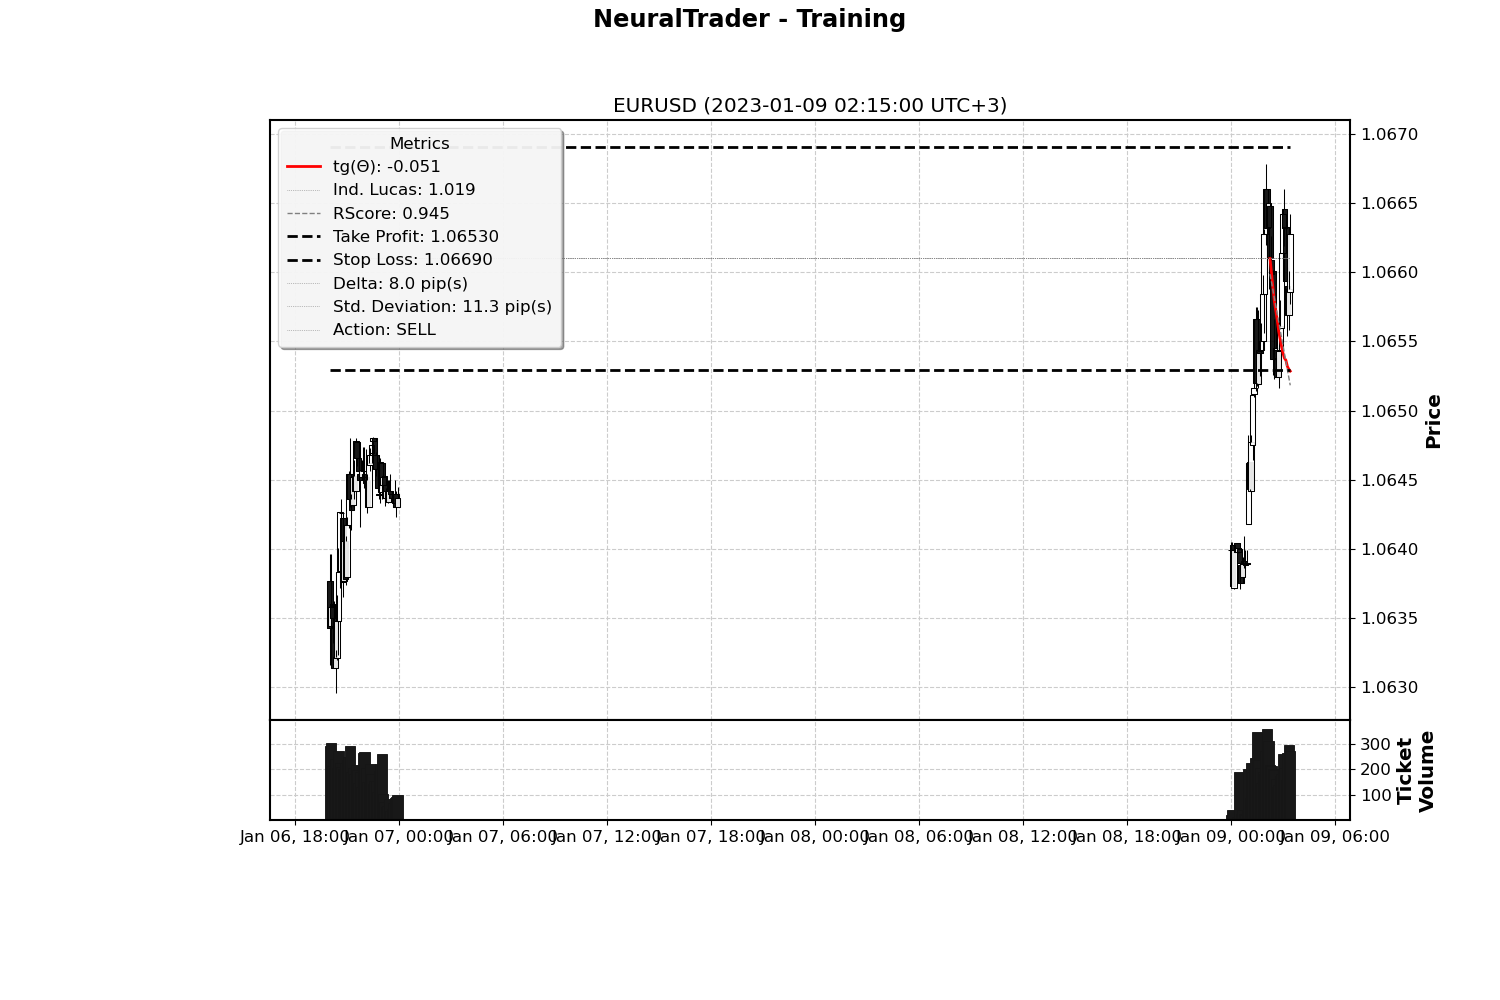 NeuralTrader - Training
EURUSD (2023-01-09 02:15:00 UTC+3)
Metrics
tg(Θ): -0.051
Ind. Lucas: 1.019
RScore: 0.945
Take Profit: 1.06530
Stop Loss: 1.06690
Delta: 8.0 pip(s)
Std. Deviation: 11.3 pip(s)
Action: SELL
1.0670
1.0665
1.0660
1.0655
1.0650
1.0645
1.0640
1.0635
1.0630
Price
300
200
100
Ticket
Volume
Jan 06, 18:00
Jan 07, 00:00
Jan 07, 06:00
Jan 07, 12:00
Jan 07, 18:00
Jan 08, 00:00
Jan 08, 06:00
Jan 08, 12:00
Jan 08, 18:00
Jan 09, 00:00
Jan 09, 06:00